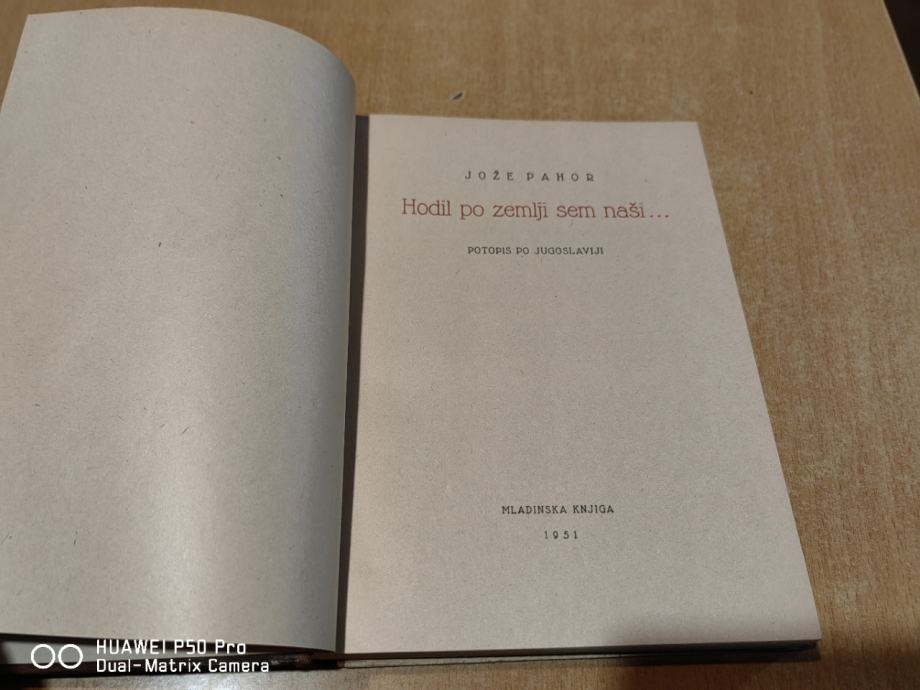 JOŽE PAHOR
Hodil po zemlji sem naši...
POTOPIS PO JUGOSLAVIJI
MLADINSKA KNJIGA
1951
HUAWEI P50 Pro
Dual-Matrix Camera